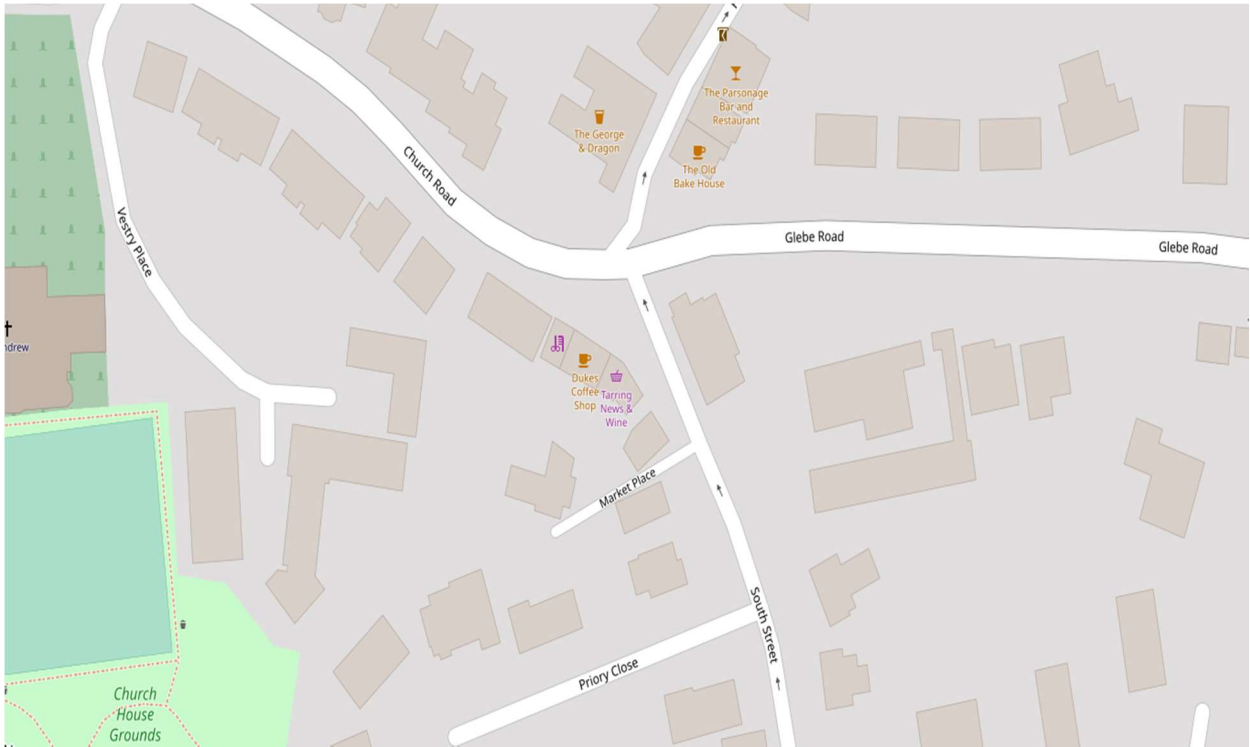 The Parsonage
Bar and
Restaurant
The George
& Dragon
Church Road
The Old
Bake House
Vestry Place
Glebe Road
Glebe Road
ndrew
Dukes
Coffee
Shop
Tarring
News &
Wine
Market Place
South Street
Priory Close
Church
House
Grounds